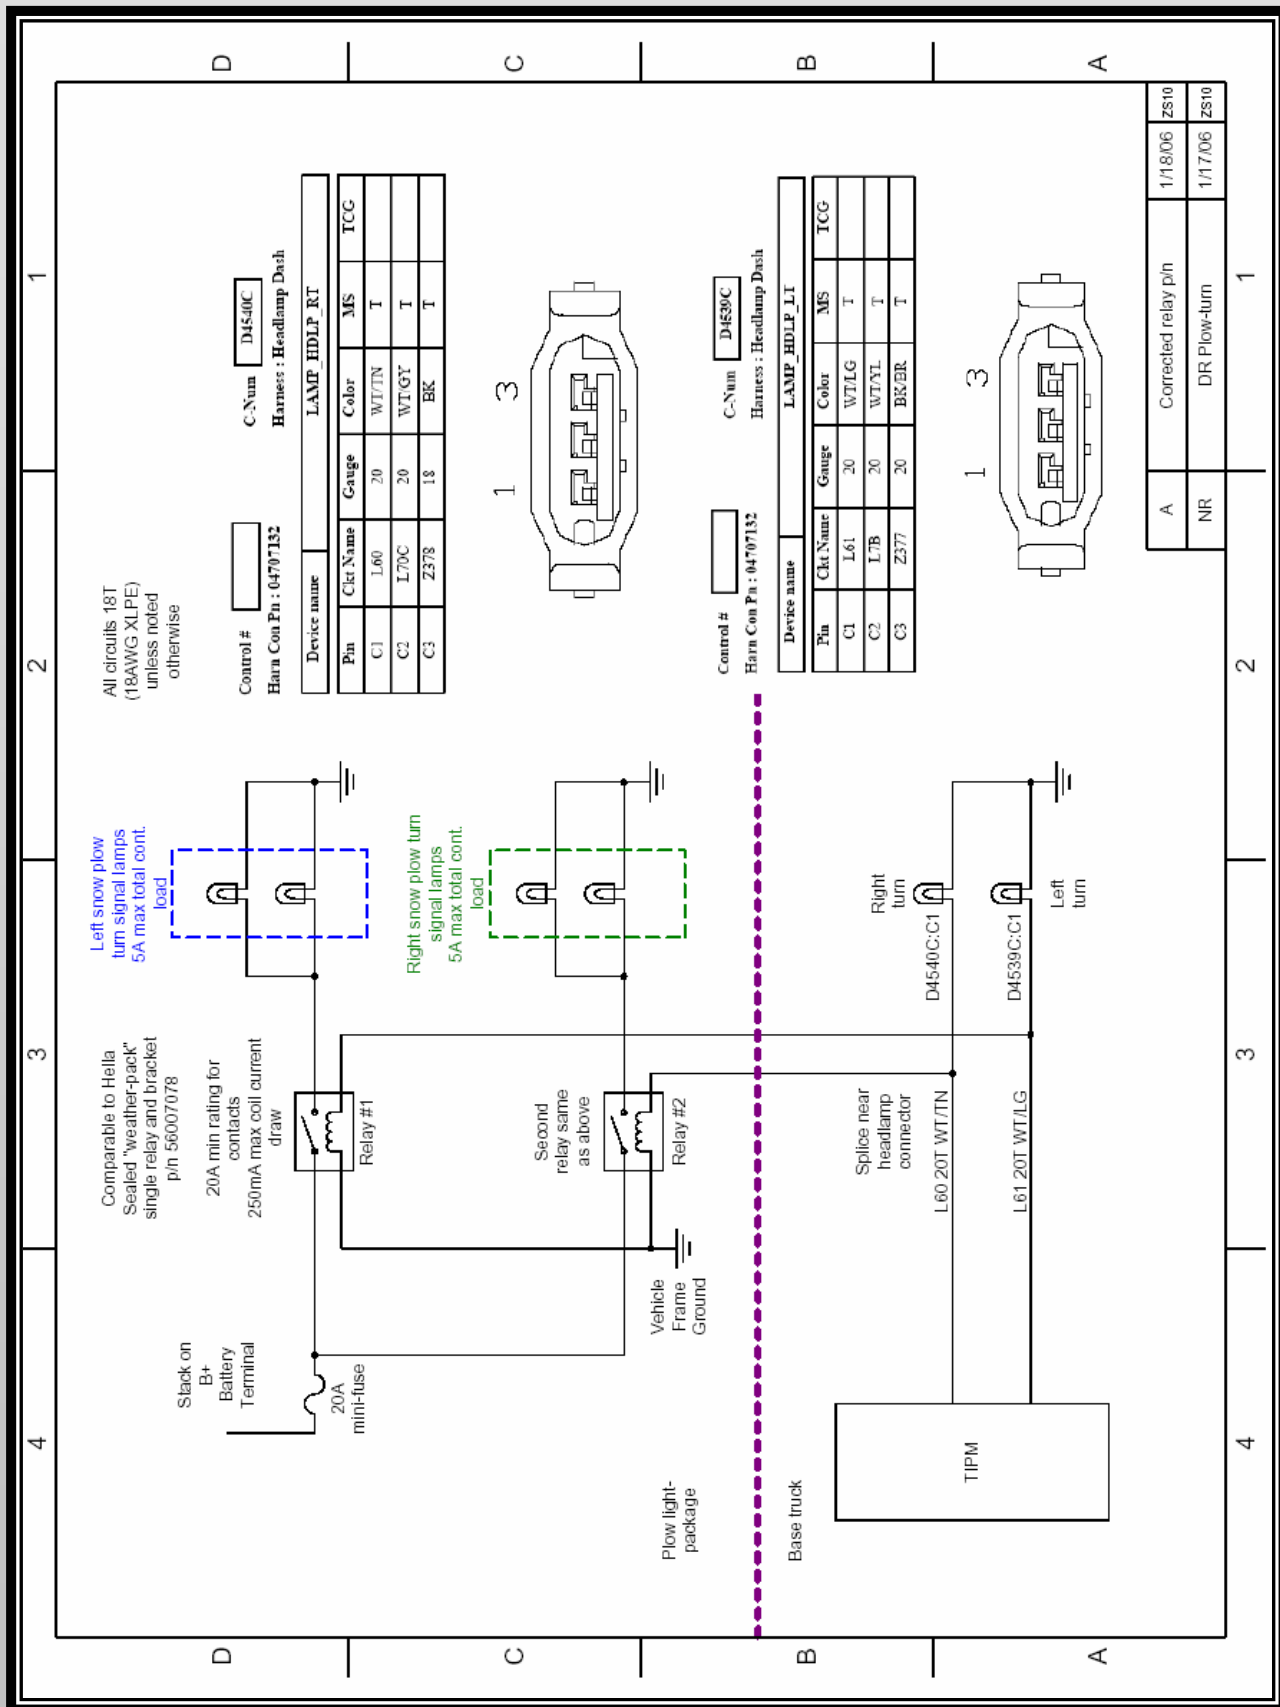 4
3
2
1
D
C
B
A
Stack on
B+
Battery
Terminal
20A
mini-fuse
Comparable to Hella
Sealed "weather-pack"
single relay and bracket
p/n 56007078
20A min rating for
contacts
250mA max coil current
draw
Relay #1
Left snow plow
turn signal lamps
5A max total cont.
load
All circuits 18T
(18AWG XLPE)
unless noted
otherwise
Second
relay same
as above
Relay #2
Right snow plow turn
signal lamps
5A max total cont.
load
Vehicle
Frame
Ground
Plow light-
package
Base truck
TIPM
Splice near
headlamp
connector
L60 20T WT/TN
L61 20T WT/LG
D4540C:C1
D4539C:C1
Right
turn
Left
turn
Control #
C-Num D4540C
Harn Con Pn : 04707132 Harness : Headlamp Dash
Device name LAMP_HDLP_RT
Pin Ckt Name Gauge Color MS TCG
C1 L60 20 WT/TN T
C2 L70C 20 WT/GY T
C3 Z378 18 BK T
1 3
Control #
C-Num D4539C
Harn Con Pn : 04707132 Harness : Headlamp Dash
Device name LAMP_HDLP_LT
Pin Ckt Name Gauge Color MS TCG
C1 L61 20 WT/LG T
C2 L7B 20 WT/YL T
C3 Z377 20 BK/BR T
1 3
A Corrected relay p/n 1/18/06 ZS10
NR DR Plow-turn 1/17/06 ZS10
D
C
B
A
4
3
2
1